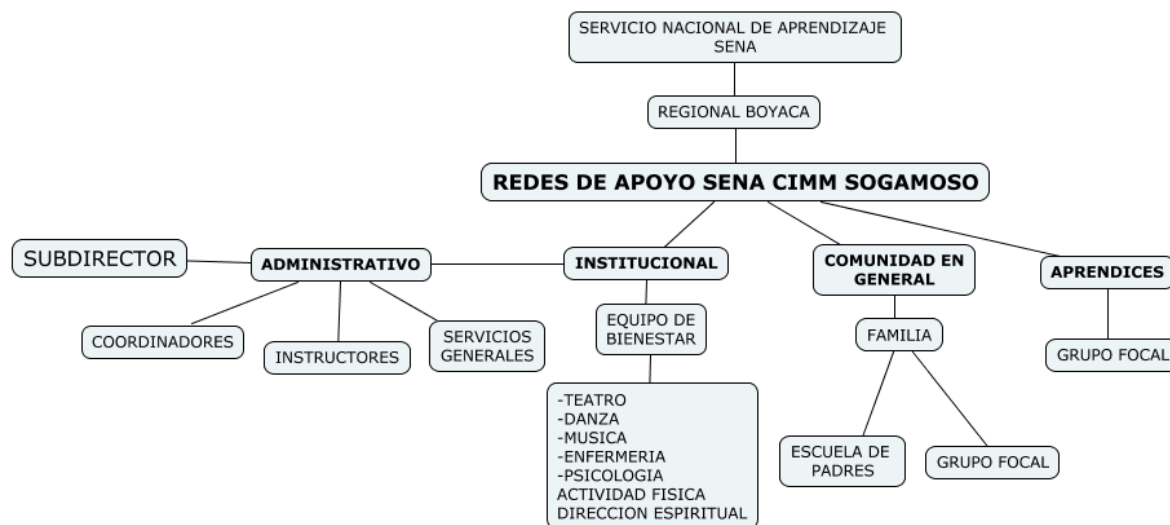 SERVICIO NACIONAL DE APRENDIZAJE
SENA
REGIONAL BOYACA
REDES DE APOYO SENA CIMM SOGAMOSO
SUBDIRECTOR
ADMINISTRATIVO
INSTITUCIONAL
COMUNIDAD EN
GENERAL
APRENDICES
COORDINADORES
INSTRUCTORES
SERVICIOS
GENERALES
EQUIPO DE
BIENESTAR
FAMILIA
GRUPO FOCAL
-TEATRO
-DANZA
-MUSICA
-ENFERMERIA
-PSICOLOGIA
ACTIVIDAD FISICA
DIRECCION ESPIRITUAL
ESCUELA DE
PADRES
GRUPO FOCAL